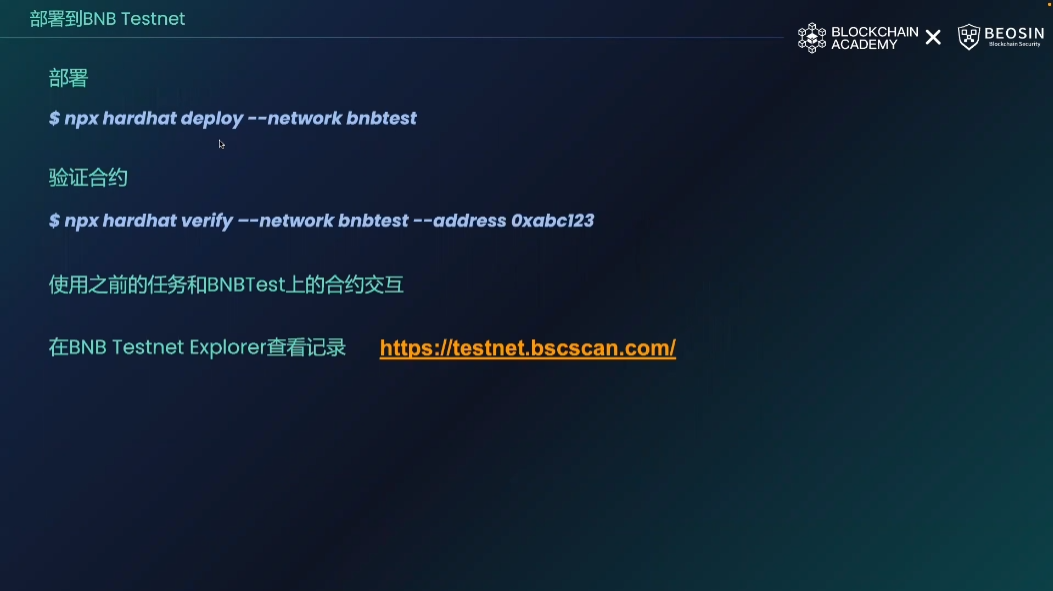 部署到BNB Testnet
BLOCKCHAIN
ACADEMY
BEOSIN
Blockchain Security
部署
$ npx hardhat deploy --network bnbtest
验证合约
$ npx hardhat verify –-network bnbtest --address 0xabc123
使用之前的任务和BNBTest上的合约交互
在BNB Testnet Explorer查看记录 https://testnet.bscscan.com/